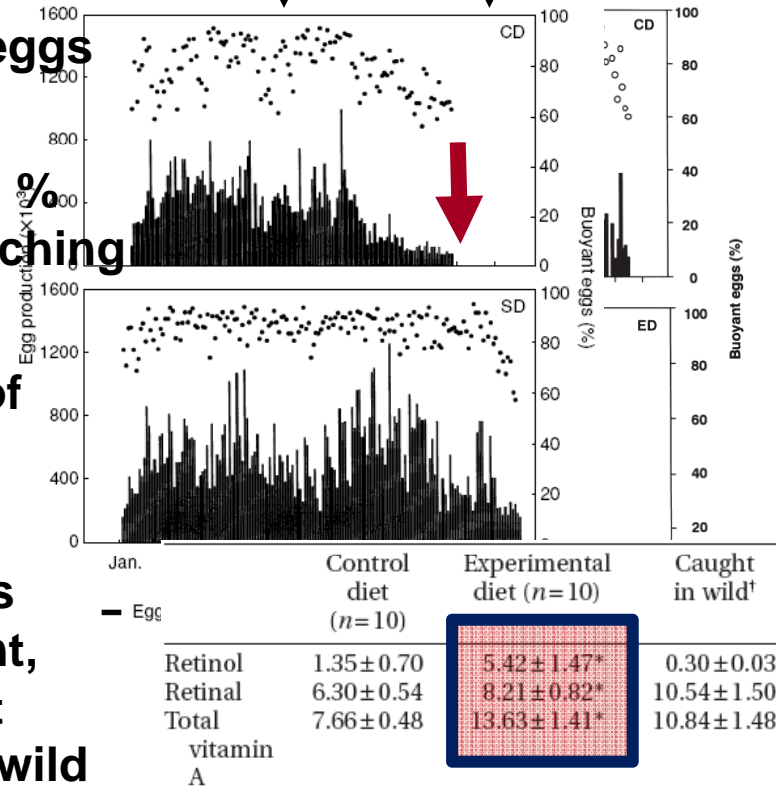 eggs
%
ching
of
s
nt,
t
wild
1600
1200
800
400
0
CD
100
80
60
40
20
0
Egg production (×10³)
Buoyant eggs (%)
1600
1200
800
400
0
SD
100
80
60
40
20
Jan.
Egg
CD
100
80
60
40
20
0
Buoyant eggs (%)
ED
100
80
60
40
20
Control diet (n=10) Experimental diet (n=10) Caught in wild†
Retinol 1.35±0.70 5.42±1.47* 0.30±0.03
Retinal 6.30±0.54 8.21±0.82* 10.54±1.50
Total 7.66±0.48 13.63±1.41* 10.84±1.48
vitamin
A